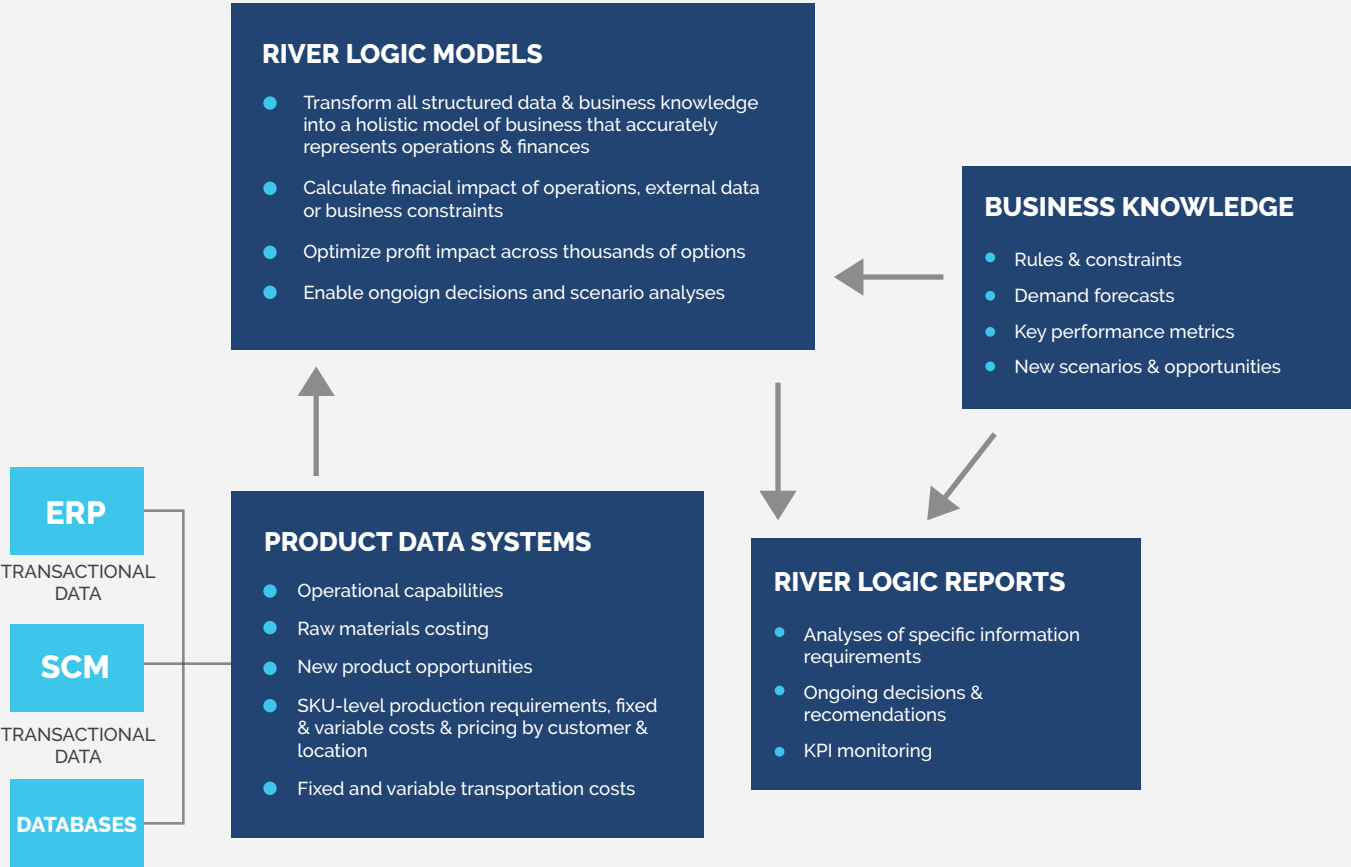 RIVER LOGIC MODELS
Transform all structured data & business knowledge
into a holistic model of business that accurately
represents operations & finances
Calculate finacial impact of operations, external data
or business constraints
Optimize profit impact across thousands of options
Enable ongoign decisions and scenario analyses
BUSINESS KNOWLEDGE
Rules & constraints
Demand forecasts
Key performance metrics
New scenarios & opportunities
ERP
TRANSACTIONAL
DATA
SCM
TRANSACTIONAL
DATA
DATABASES
PRODUCT DATA SYSTEMS
Operational capabilities
Raw materials costing
New product opportunities
SKU-level production requirements, fixed
& variable costs & pricing by customer &
location
Fixed and variable transportation costs
RIVER LOGIC REPORTS
Analyses of specific information
requirements
Ongoing decisions &
recomendations
KPI monitoring